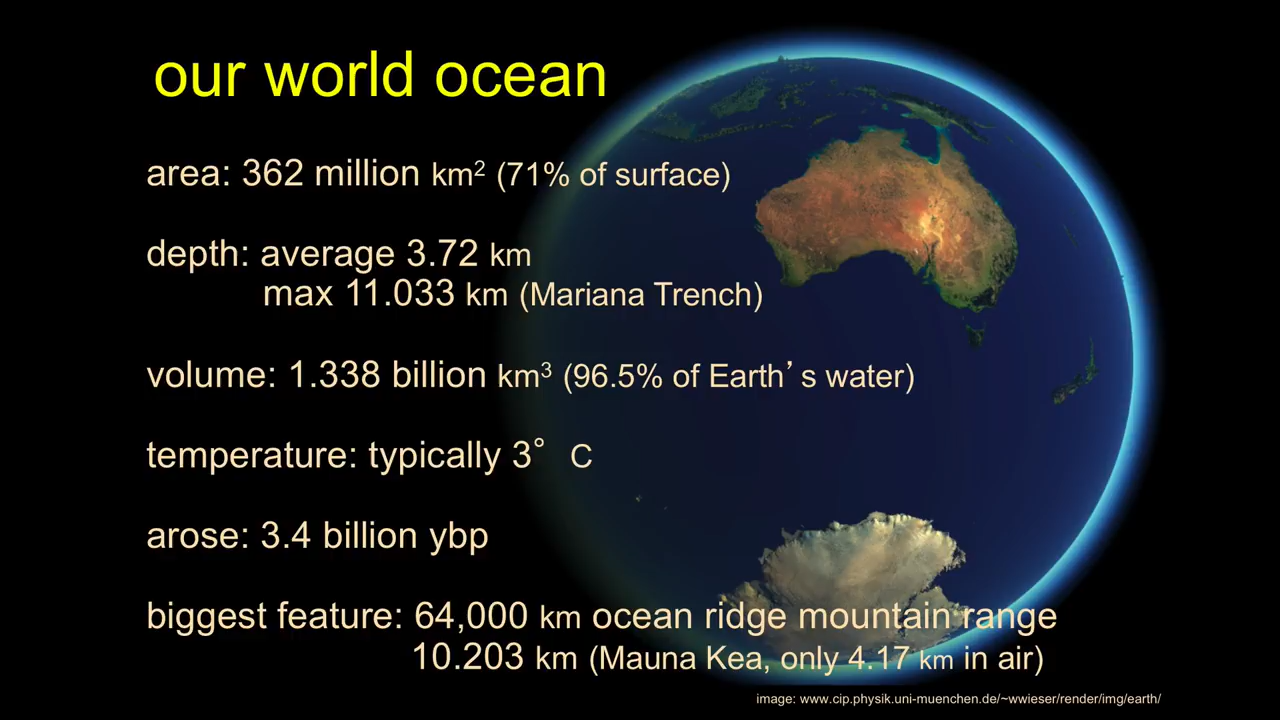 our world ocean
area: 362 million km² (71% of surface)
depth: average 3.72 km
max 11.033 km (Mariana Trench)
volume: 1.338 billion km³ (96.5% of Earth’s water)
temperature: typically 3° C
arose: 3.4 billion ybp
biggest feature: 64,000 km ocean ridge mountain range
10.203 km (Mauna Kea, only 4.17 km in air)
image: www.cip.physik.uni-muenchen.de/~wwieser/render/img/earth/